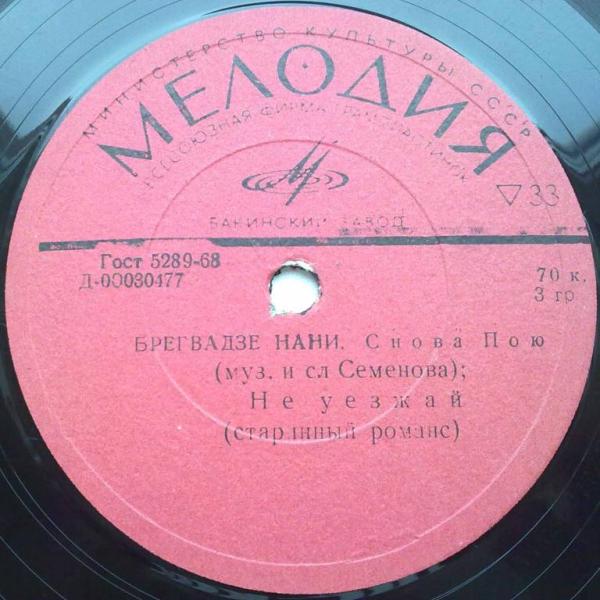 МИНИСТЕРСТВО КУЛЬТУРЫ СССР
МЕЛОДИЯ
ВСЕСОЮЗНАЯ ФИРМА ГРАМПЛАСТИНОК
▽33
БАКИНСКИЙ ЗАВОД
Гост 5289-68
Д-00030477
70 к.
3 гр
БРЕГВАДЗЕ НАНИ. Снова Пою
(муз. и сл Семенова);
Не уезжай
(старинный романс)